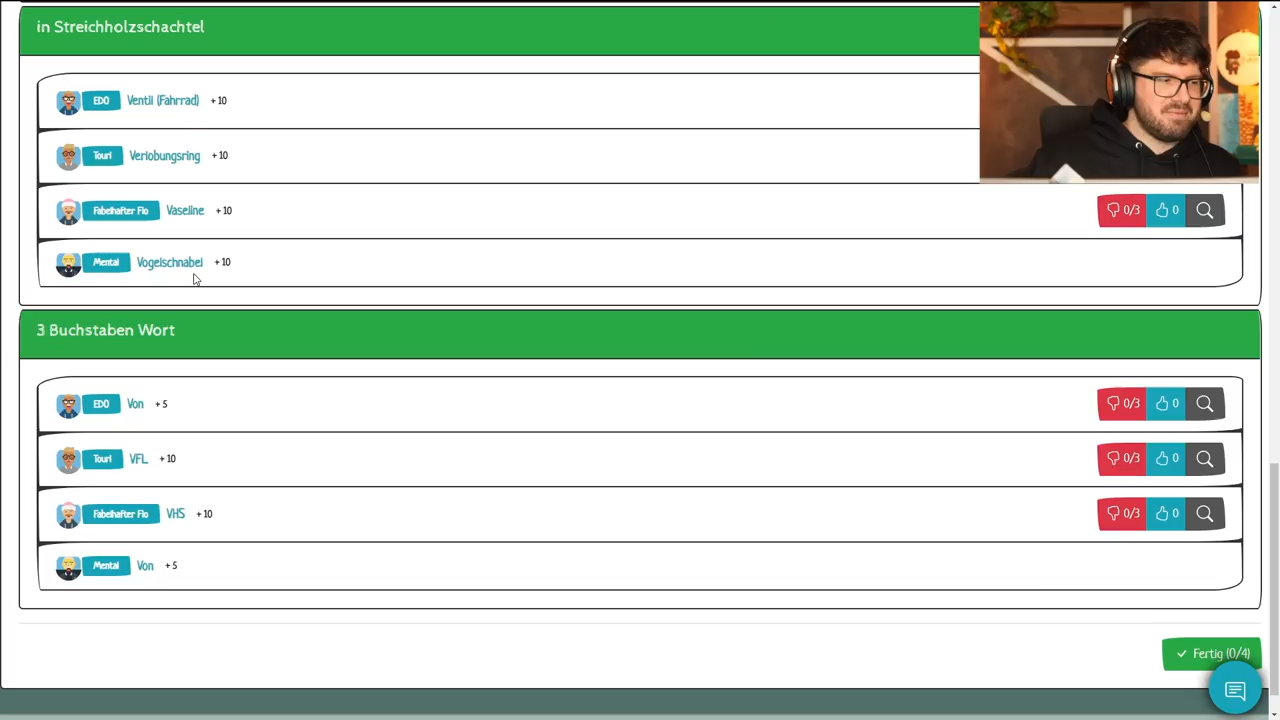 in Streichholzschachtel
EDO Ventil (Fahrrad) +10
Touri Verlobungsring +10
Fabelhafter Flo Vaseline +10 0/3 0
Mental Vogelschnabel +10
3 Buchstaben Wort
EDO Von +5 0/3 0
Touri VFL +10 0/3 0
Fabelhafter Flo VHS +10 0/3 0
Mental Von +5
Fertig (0/4)